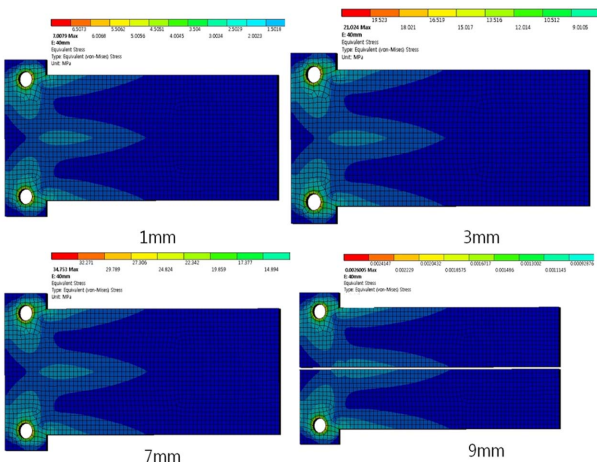 6.5073 5.5062 4.5051 3.504 2.5029 1.5018
7.0079 Max 6.0068 5.0056 4.0045 3.0034 2.0023
E: 40mm
Equivalent Stress
Type: Equivalent (von-Mises) Stress
Unit: MPa
1mm
19.523 16.519 13.516 10.512
21.024 Max 18.021 15.017 12.014 9.0105
E: 40mm
Equivalent Stress
Type: Equivalent (von-Mises) Stress
Unit: MPa
3mm
32.271 27.306 22.342 17.377
34.753 Max 29.789 24.824 19.859 14.894
E: 40mm
Equivalent Stress
Type: Equivalent (von-Mises) Stress
Unit: MPa
7mm
0.0024147 0.0020432 0.0016717 0.0013002
0.0026005 Max 0.002229 0.0018575 0.001486 0.0011145
E: 40mm
Equivalent Stress
Type: Equivalent (von-Mises) Stress
Unit: MPa
9mm